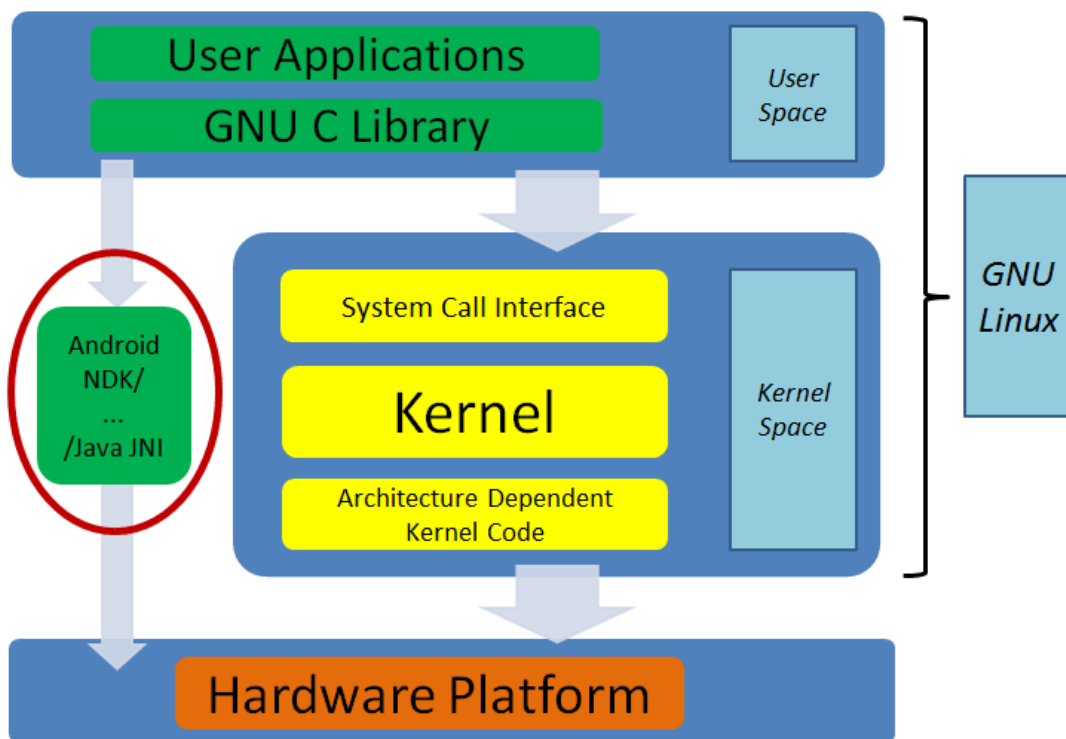 User Applications
GNU C Library
User
Space
Android
NDK/
...
/Java JNI
System Call Interface
Kernel
Architecture Dependent
Kernel Code
Kernel
Space
GNU
Linux
Hardware Platform